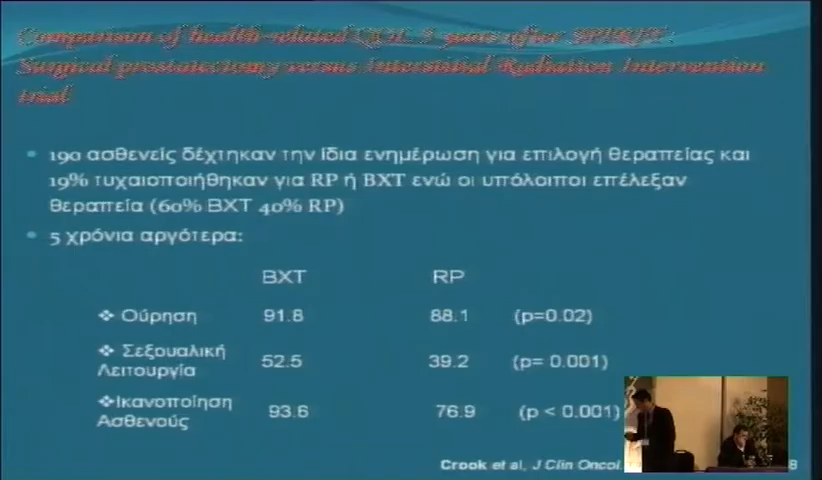 Comparison of health-related QOL 5 years after SPIRIT:
Surgical prostatectomy versus Interstitial Radiation Intervention
trial
190 ασθενείς δέχτηκαν την ίδια ενημέρωση για επιλογή θεραπείας και
19% τυχαιοποιήθηκαν για RP ή BXT ενώ οι υπόλοιποι επέλεξαν
θεραπεία (60% BXT 40% RP)
5 χρόνια αργότερα:
BXT RP
Ούρηση 91.8 88.1 (p=0.02)
Σεξουαλική
Λειτουργία 52.5 39.2 (p= 0.001)
Ικανοποίηση
Ασθενούς 93.6 76.9 (p < 0.001)
Crook et al, J Clin Oncol. 8